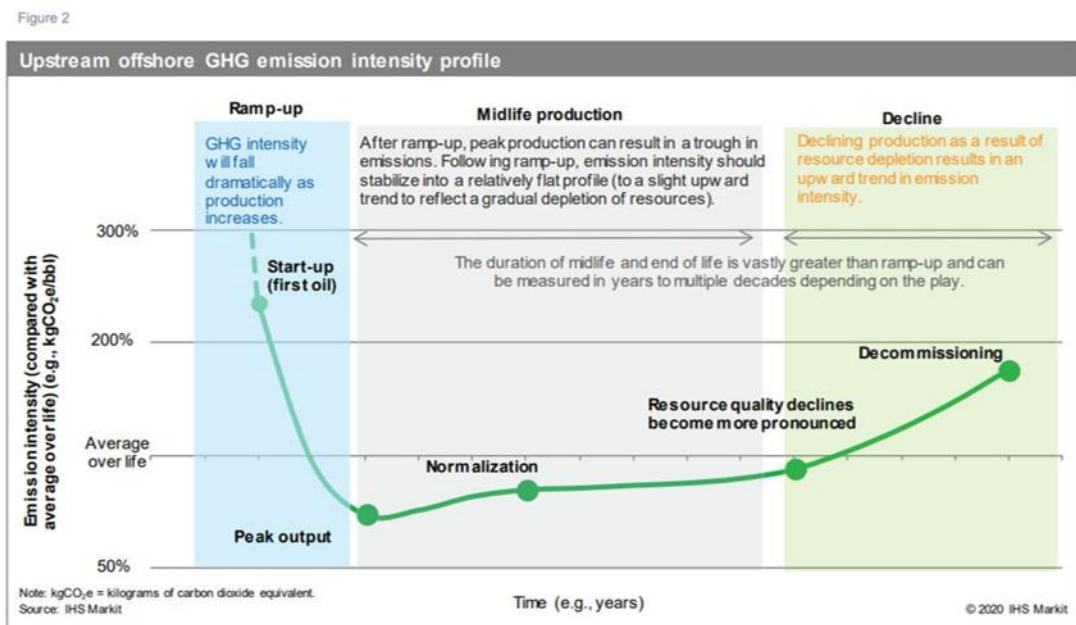 Figure 2
Upstream offshore GHG emission intensity profile
Ramp-up
GHG intensity
will fall
dramatically as
production
increases.
Midlife production
After ramp-up, peak production can result in a trough in
emissions. Following ramp-up, emission intensity should
stabilize into a relatively flat profile (to a slight upward
trend to reflect a gradual depletion of resources).
Decline
Declining production as a result of
resource depletion results in an
upward trend in emission
intensity.
Emission intensity (compared with
average over life) (e.g., kgCO₂e/bbl)
300%
200%
Average
over life
50%
Start-up
(first oil)
The duration of midlife and end of life is vastly greater than ramp-up and can
be measured in years to multiple decades depending on the play.
Decommissioning
Resource quality declines
become more pronounced
Normalization
Peak output
Note: kgCO₂e = kilograms of carbon dioxide equivalent.
Source: IHS Markit
Time (e.g., years)
© 2020 IHS Markit